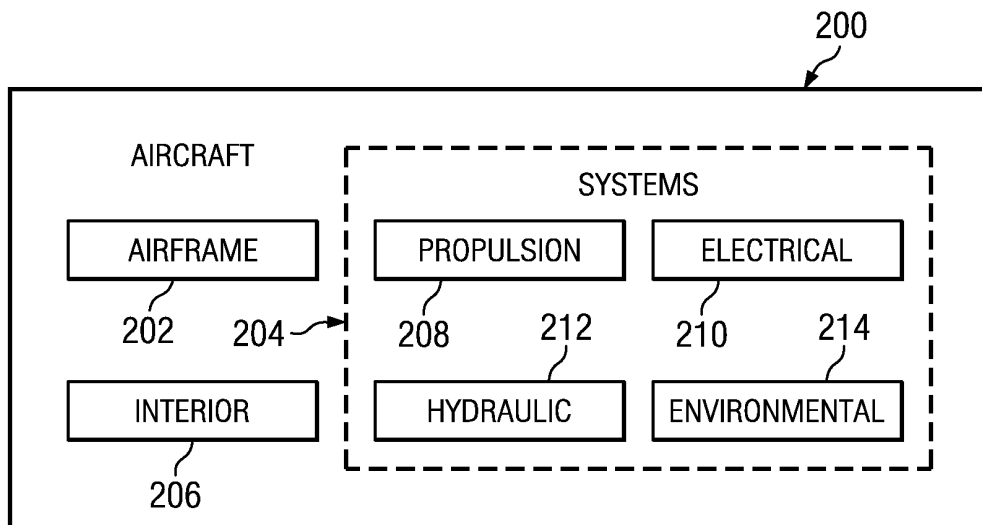 200
AIRCRAFT
SYSTEMS
AIRFRAME
PROPULSION
ELECTRICAL
202
204
208
212
210
214
INTERIOR
HYDRAULIC
ENVIRONMENTAL
206